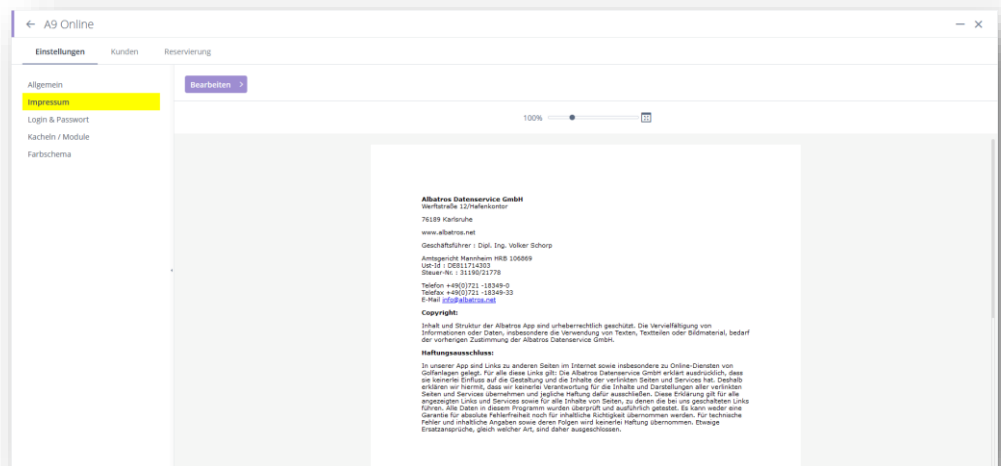 ← A9 Online
Einstellungen Kunden Reservierung
Allgemein
Impressum
Login & Passwort
Kacheln / Module
Farbschema
Bearbeiten
100%
Albatros Datenservice GmbH
Werftstraße 12/Hafenkontor
76189 Karlsruhe
www.albatros.net
Geschäftsführer : Dipl. Ing. Volker Schorp
Amtsgericht Mannheim HRB 106869
Ust-Id : DE811714303
Steuer-Nr. : 31190/21778
Telefon +49(0)721 -18349-0
Telefax +49(0)721 -18349-33
E-Mail info@albatros.net
Copyright:
Inhalt und Struktur der Albatros App sind urheberrechtlich geschützt. Die Vervielfältigung von
Informationen oder Daten, insbesondere die Verwendung von Texten, Textteilen oder Bildmaterial, bedarf
der vorherigen Zustimmung der Albatros Datenservice GmbH.
Haftungsausschluss:
In unserer App sind Links zu anderen Seiten im Internet sowie insbesondere zu Online-Diensten von
Golfanlagen gelegt. Für alle diese Links gilt: Die Albatros Datenservice GmbH erklärt ausdrücklich, dass
sie keinerlei Einfluss auf die Gestaltung und die Inhalte der verlinkten Seiten und Services hat. Deshalb
erklären wir hiermit, dass wir keinerlei Verantwortung für die Inhalte und Darstellungen aller verlinkten
Seiten und Services übernehmen und jegliche Haftung dafür ausschließen. Diese Erklärung gilt für alle
angezeigten Links und Services sowie für alle Inhalte von Seiten, zu denen die bei uns geschalteten Links
führen. Alle Daten in diesem Programm wurden überprüft und ausführlich getestet. Es kann weder eine
Garantie für absolute Fehlerfreiheit noch für inhaltliche Richtigkeit übernommen werden. Für technische
Fehler und inhaltliche Angaben sowie deren Folgen wird keinerlei Haftung übernommen. Etwaige
Ersatzansprüche, gleich welcher Art, sind daher ausgeschlossen.